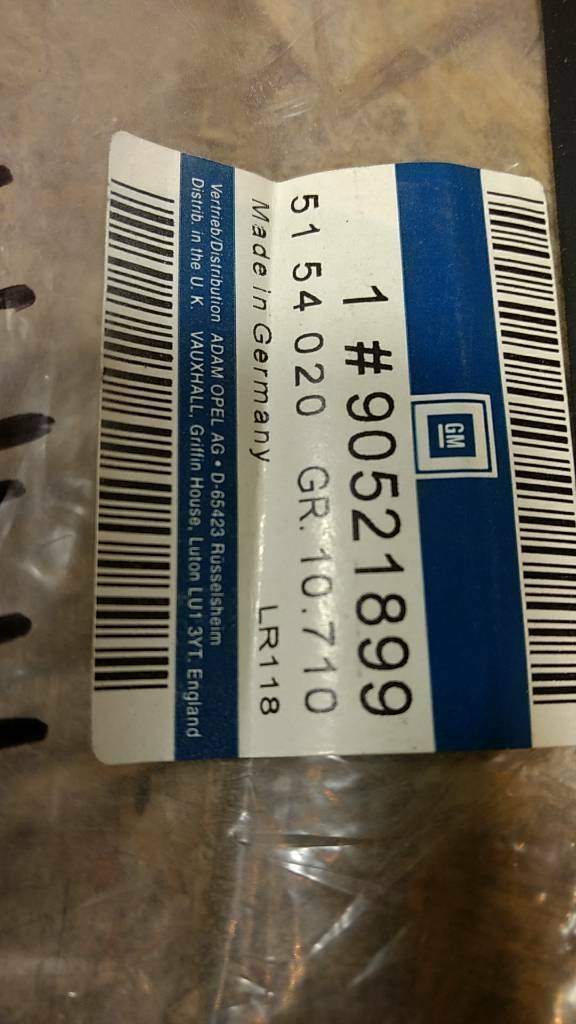 GM
1 #90521899
51 54 020 GR. 10.710
Made in Germany LR118
Vertrieb/Distribution ADAM OPEL AG • D-65423 Rüsselsheim
Distrib. in the U. K. VAUXHALL, Griffin House, Luton LU1 3YT. England